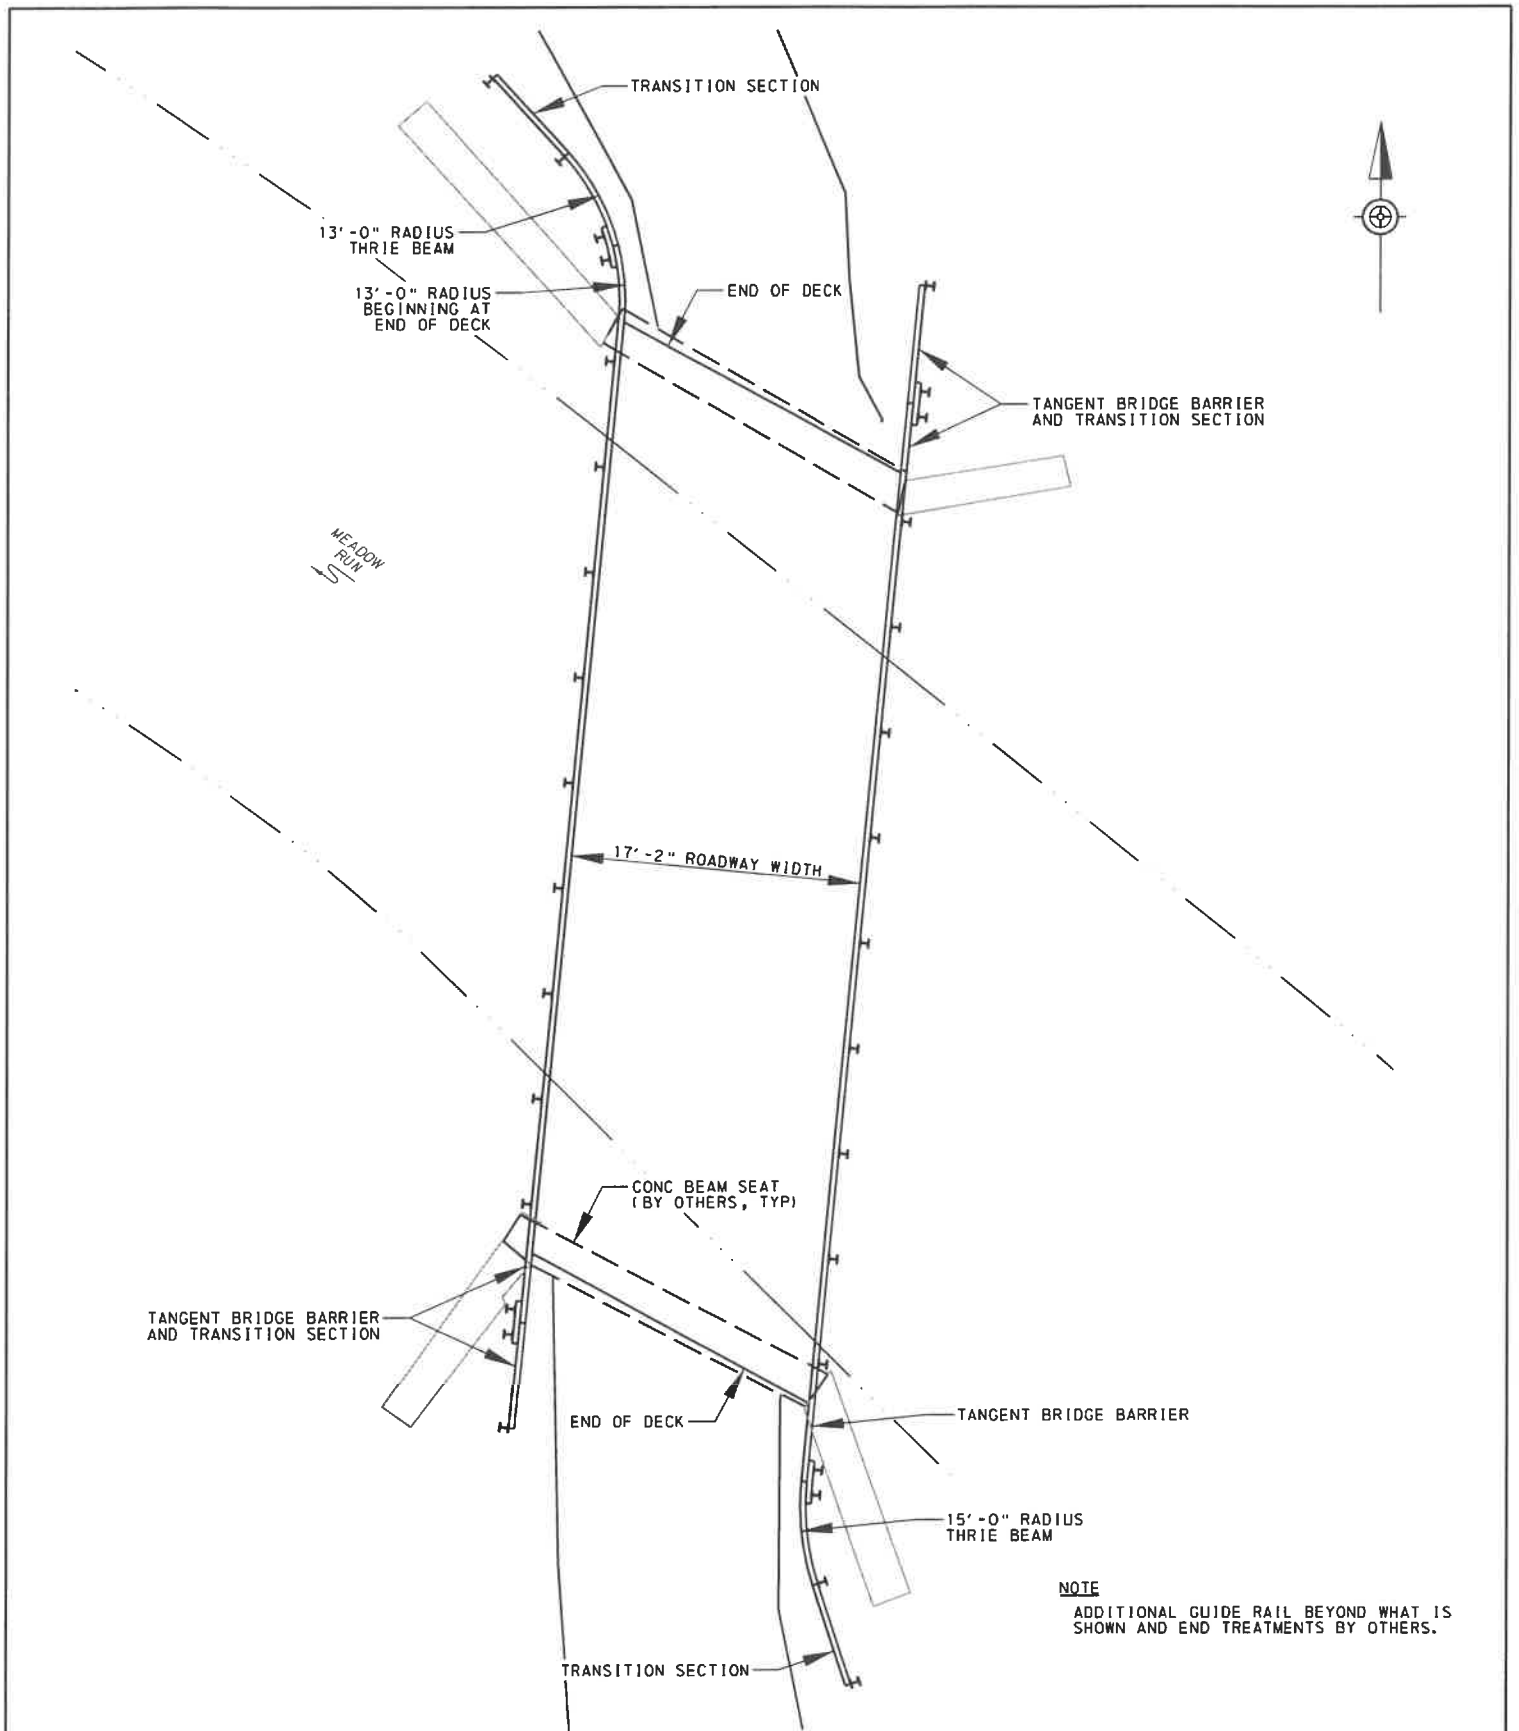 TRANSITION SECTION
13'-0" RADIUS
THRIE BEAM
13'-0" RADIUS
BEGINNING AT
END OF DECK
END OF DECK
TANGENT BRIDGE BARRIER
AND TRANSITION SECTION
MEADOW
RUN
17'-2" ROADWAY WIDTH
CONC BEAM SEAT
(BY OTHERS, TYP)
TANGENT BRIDGE BARRIER
AND TRANSITION SECTION
END OF DECK
TANGENT BRIDGE BARRIER
15'-0" RADIUS
THRIE BEAM
NOTE
ADDITIONAL GUIDE RAIL BEYOND WHAT IS
SHOWN AND END TREATMENTS BY OTHERS.
TRANSITION SECTION